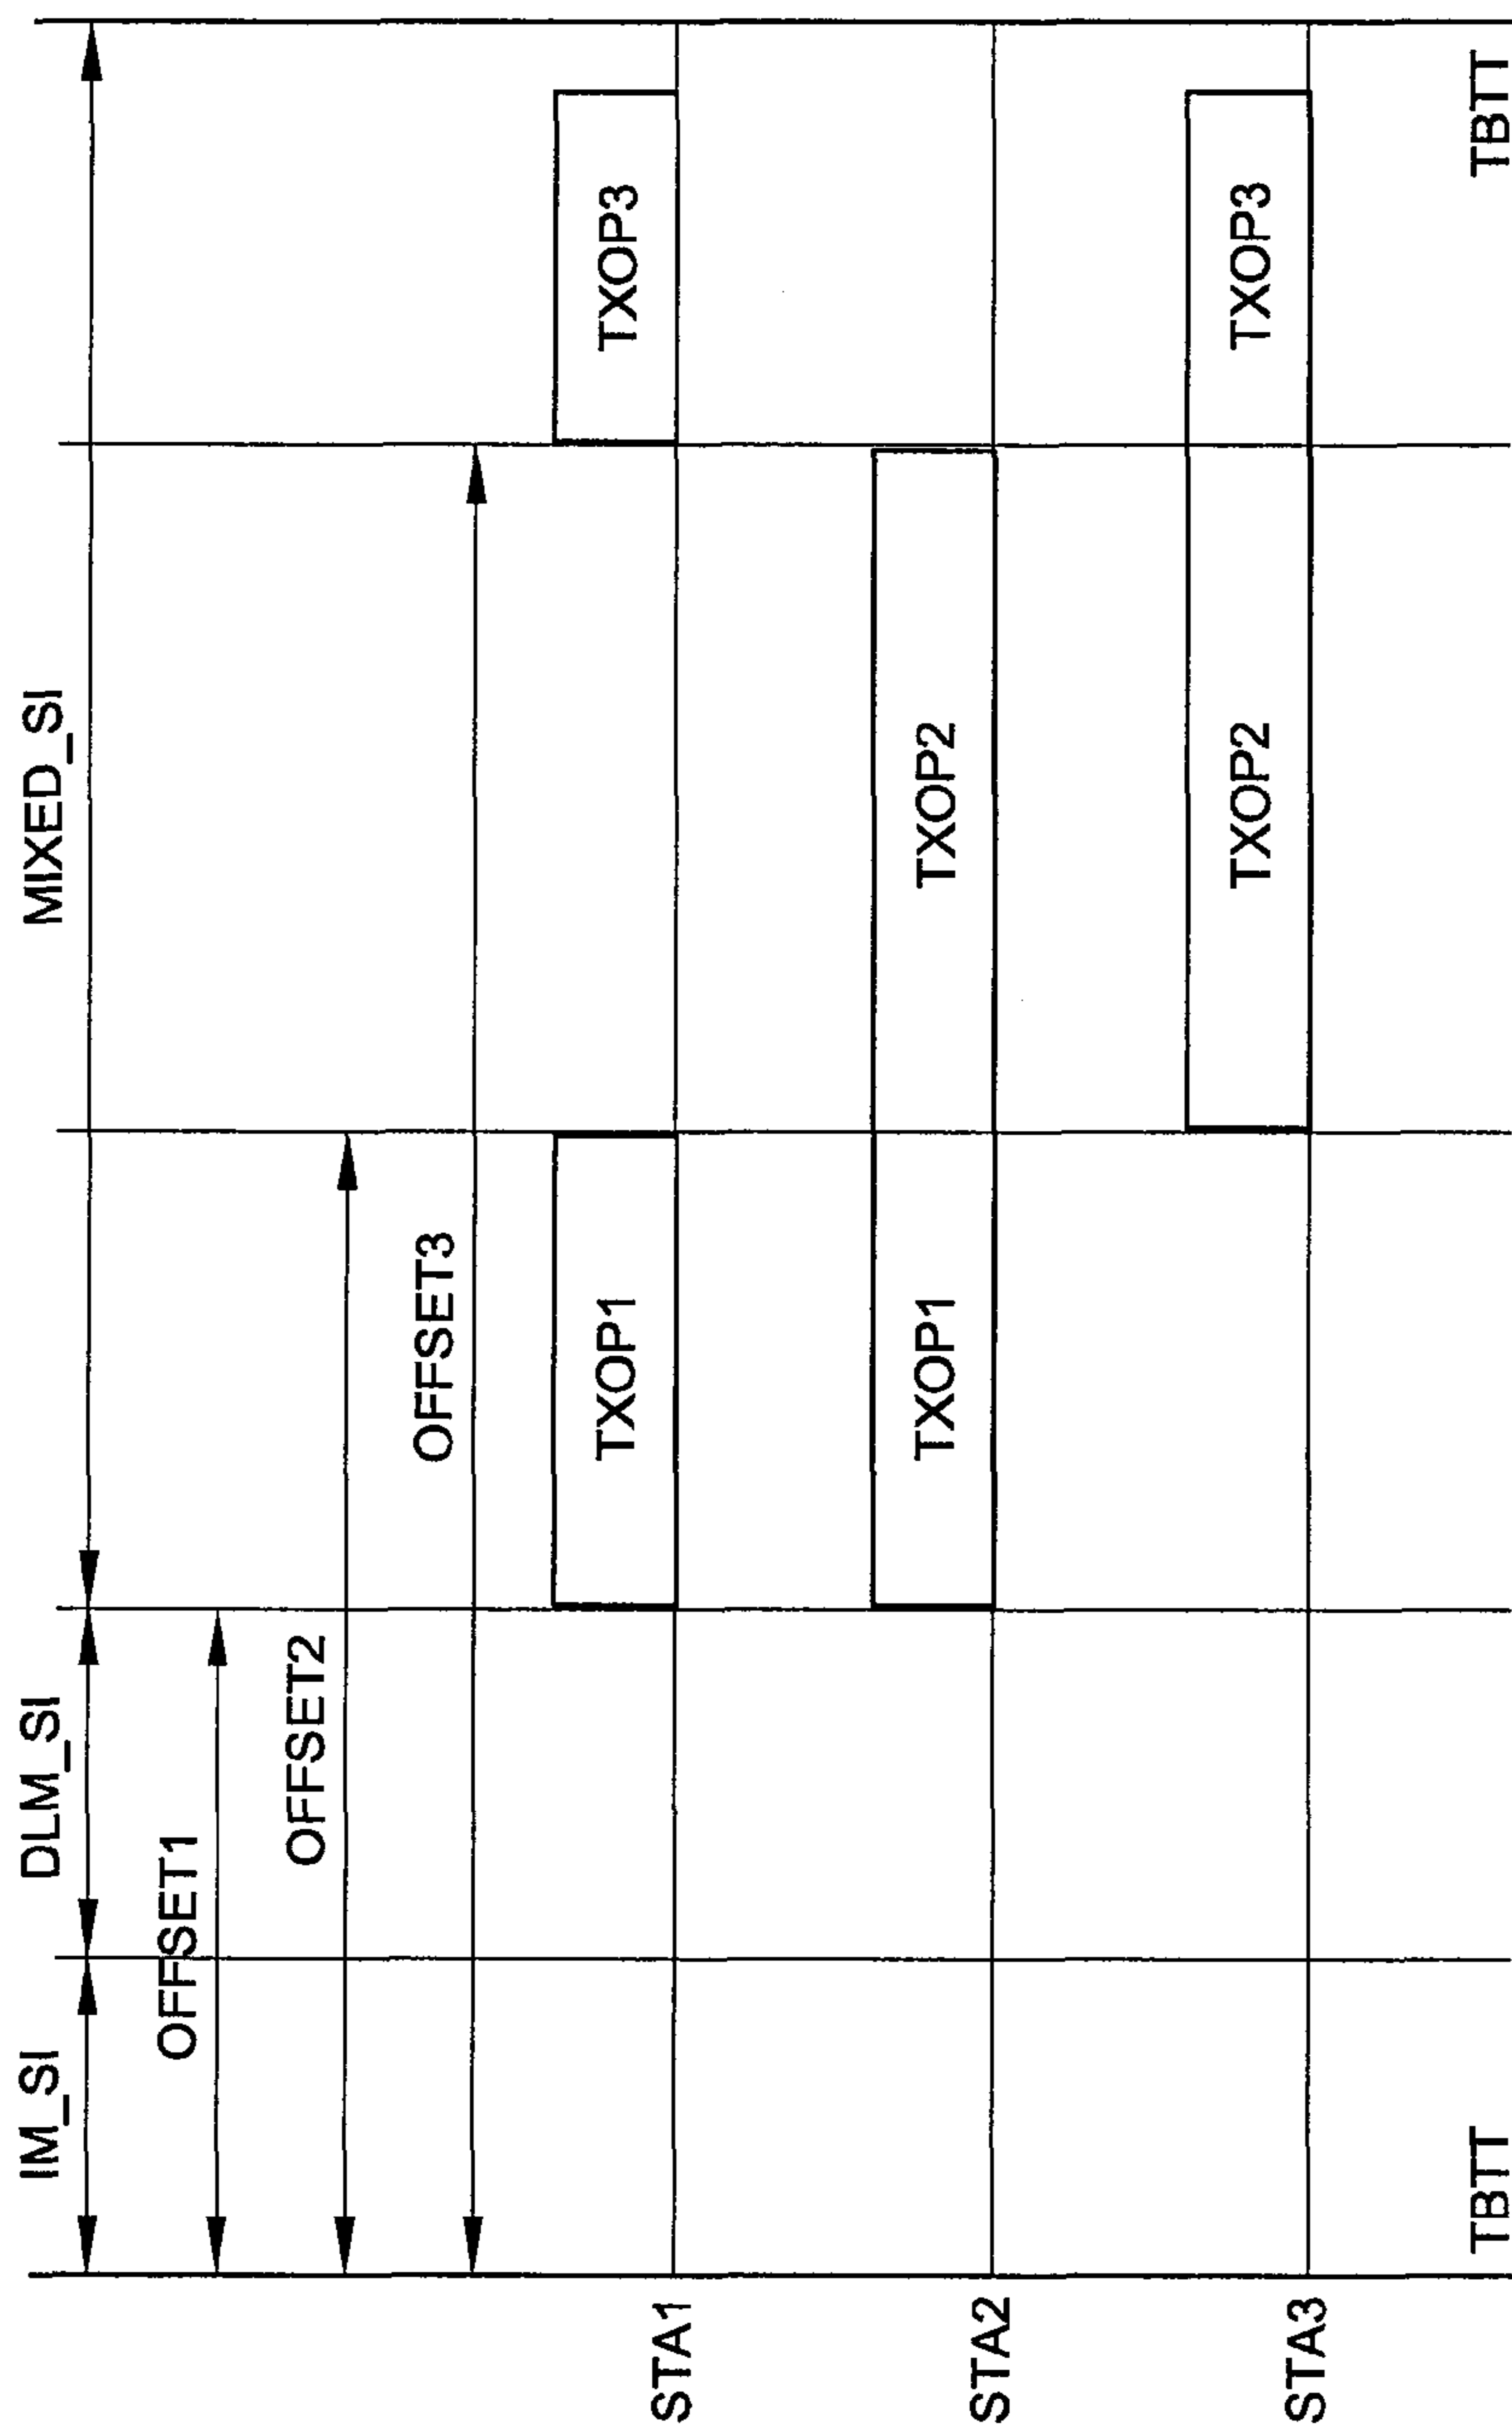 IM_SI
DLM_SI
MIXED_SI
OFFSET1
OFFSET2
OFFSET3
STA1
TXOP1
TXOP3
STA2
TXOP1
TXOP2
STA3
TXOP2
TXOP3
TBTT
TBTT